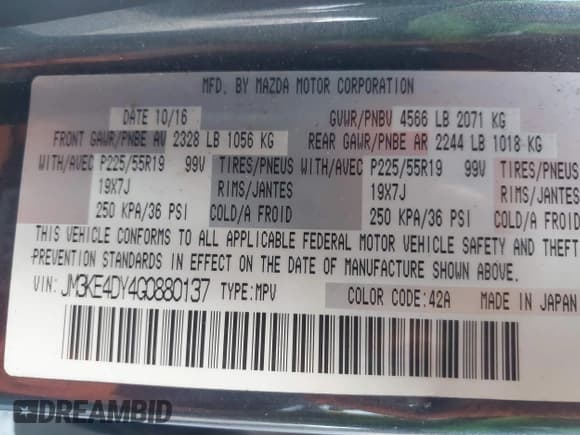 MFD. BY MAZDA MOTOR CORPORATION
DATE 10/16 GVWR/PNBV 4566 LB 2071 KG
FRONT GAWR/PNBE AV 2328 LB 1056 KG REAR GAWR/PNBE AR 2244 LB 1018 KG
WITH/AVEC P225/55R19 99V TIRES/PNEUS WITH/AVEC P225/55R19 99V TIRES/PNEUS
19X7J RIMS/JANTES 19X7J RIMS/JANTES
250 KPA/36 PSI COLD/A FROID 250 KPA/36 PSI COLD/A FROID
THIS VEHICLE CONFORMS TO ALL APPLICABLE FEDERAL MOTOR VEHICLE SAFETY AND THEFT
PREVENTION STANDARDS IN EFFECT ON THE DATE OF MANUFACTURE SHOWN ABOVE.
VIN: JM3KE4DY4G0880137 TYPE:MPV COLOR CODE:42A MADE IN JAPAN
DREAMBID